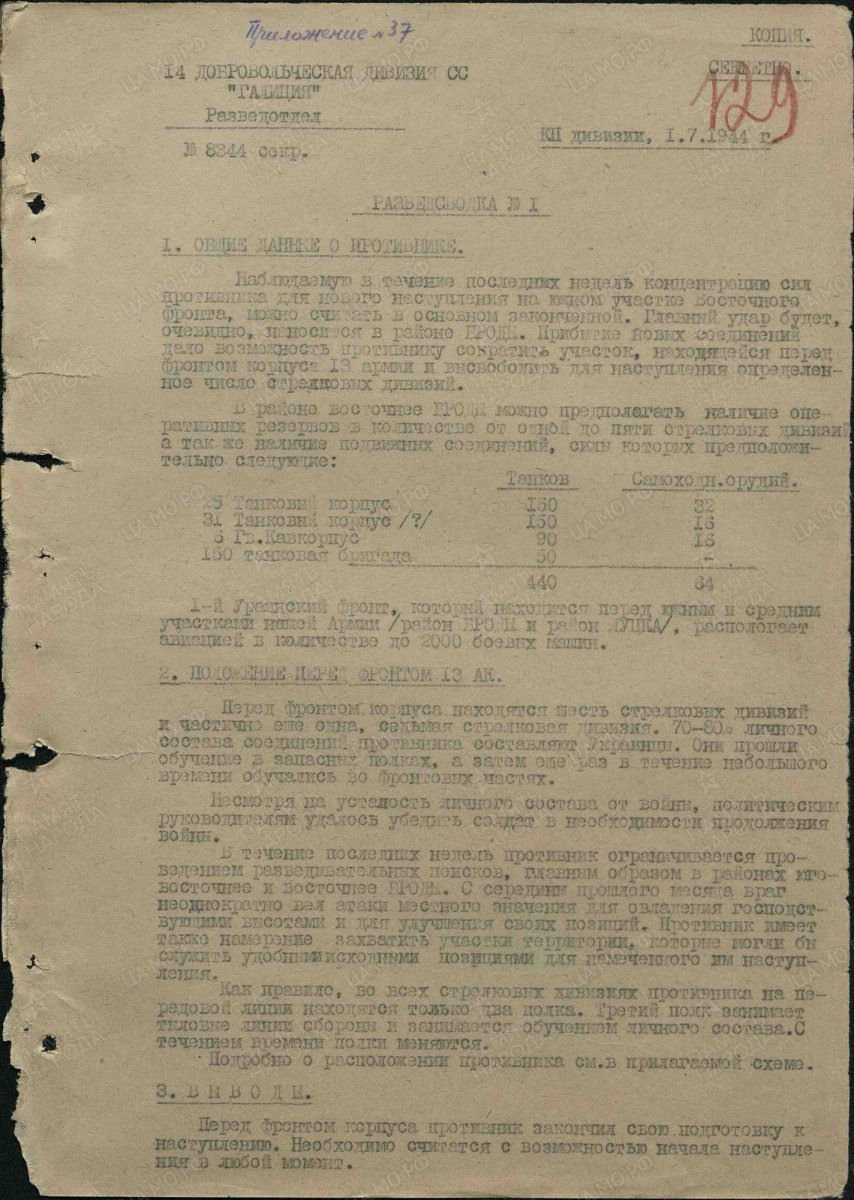 Приложение №37
КОПИЯ.
14 ДОБРОВОЛЬЧЕСКАЯ ДИВИЗИЯ СС
СЕКРЕТНО.
"ГАЛИЦИЯ"
129
Разведотдел
КП дивизии, 1.7.1944 г.
№ 8344 секр.
РАЗВЕДСВОДКА № I
I. ОБЩИЕ ДАННЫЕ О ПРОТИВНИКЕ.
Наблюдаемую в течение последних недель концентрацию сил
противника для нового наступления на южном участке Восточного
фронта, можно считать в основном законченной. Главный удар будет,
очевидно, наносится в районе БРОДЫ. Прибытие новых соединений
дало возможность противнику сократить участок, находящейся перед
фронтом корпуса 13 армии и высвободить для наступления определен-
ное число стрелковых дивизий.
В районе восточнее БРОДЫ можно предполагать наличие опе-
ративных резервов в количестве от одной до пяти стрелковых дивизий
а так же наличие подвижных соединений, силы которых предположи-
тельно следующие:
Танков Самоходн.орудий.
25 Танковый корпус 150 32
31 Танковый корпус /?/ 150 16
6 Гв.Кавкорпус 90 16
150 танковая бригада 50 –
440 64
I-й Украинский фронт, который находится перед южным и средним
участками нашей Армии /район БРОДЫ и район ЛУЦКА/, распологает
авиацией в количестве до 2000 боевых машин.
2. ПОЛОЖЕНИЕ ПЕРЕД ФРОНТОМ 13 АК.
Перед фронтом корпуса находятся шесть стрелковых дивизий
и частично еще одна, седьмая стрелковая дивизия. 70-80% личного
состава соединений противника составляют Украинцы. Они прошли
обучение в запасных полках, а затем еще раз в течение небольшого
времени обучались во фронтовых частях.
Несмотря на усталость личного состава от войны, политическим
руководителям удалось убедить солдат в необходимости продолжения
войны.
В течение последних недель противник ограничивается про-
ведением разведывательных поисков, главным образом в районах юго-
восточнее и восточнее БРОДЫ. С середины прошлого месяца враг
неоднократно вел атаки местного значения для овладения господст-
вующими высотами и для улучшения своих позиций. Противник имеет
также намерение захватить участки территории, которые могли бы
служить удобными исходными позициями для намеченного им наступ-
ления.
Как правило, во всех стрелковых дивизиях противника на пе-
редовой линии находятся только два полка. Третий полк занимает
тыловые линии обороны и занимается обучением личного состава.С
течением времени полки меняются.
Подробно о расположении противника см.в прилагаемой схеме.
3. В Ы В О Д Ы.
Перед фронтом корпуса противник закончил свою подготовку к
наступлению. Необходимо считатся с возможностью начала наступле-
ния в любой момент.